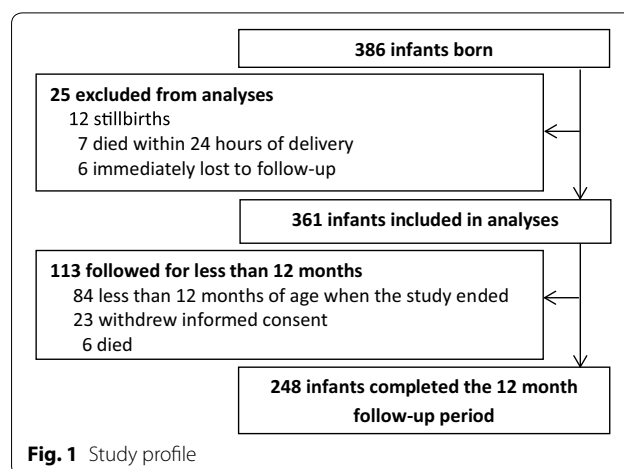 386 infants born
25 excluded from analyses
12 stillbirths
7 died within 24 hours of delivery
6 immediately lost to follow-up
361 infants included in analyses
113 followed for less than 12 months
84 less than 12 months of age when the study ended
23 withdrew informed consent
6 died
248 infants completed the 12 month
follow-up period
Fig. 1 Study profile